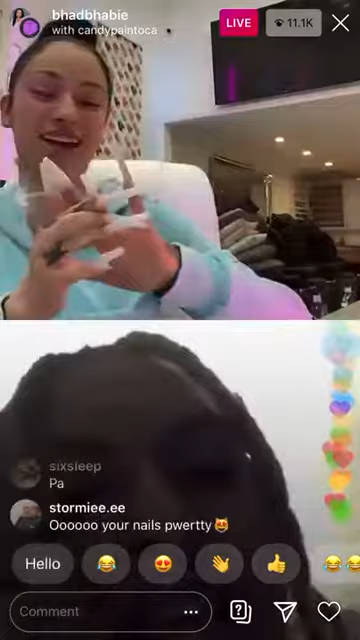 bhadbhabie
with candypaintoca
LIVE
11.1K
sixsleep
Pa
stormiee.ee
Oooooo your nails pwertty😻
Hello
😂
😍
👋
👍
😂😂
Comment